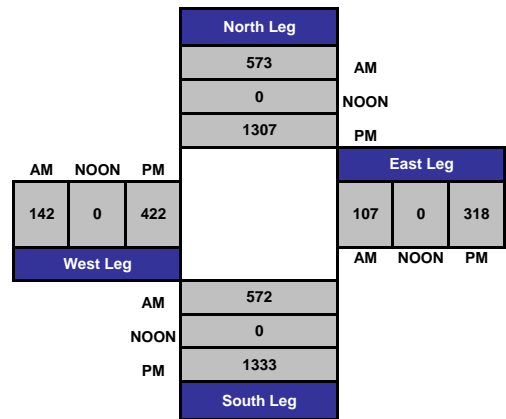 North Leg
573 AM
0 NOON
1307 PM
AM NOON PM
East Leg
142 0 422
107 0 318
West Leg
AM NOON PM
AM 572
NOON 0
PM 1333
South Leg